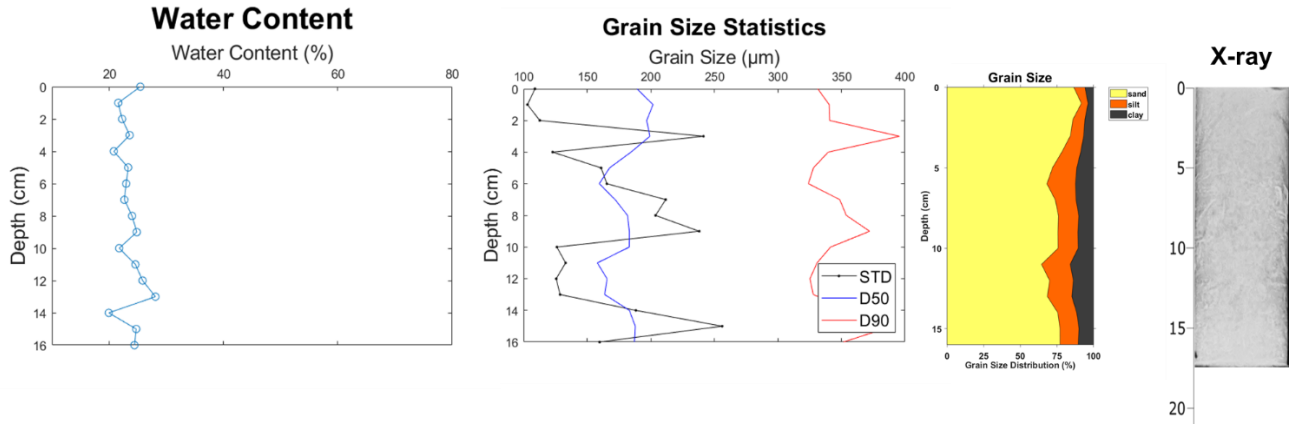 Water Content
Water Content (%)
20 40 60 80
0
2
4
6
8
10
12
14
16
Depth (cm)
Grain Size Statistics
Grain Size (µm)
100 150 200 250 300 350 400
0
2
4
6
8
10
12
14
16
Depth (cm)
STD
D50
D90
Grain Size
0
5
10
15
Depth (cm)
0 25 50 75 100
Grain Size Distribution (%)
sand
silt
clay
X-ray
0
5
10
15
20